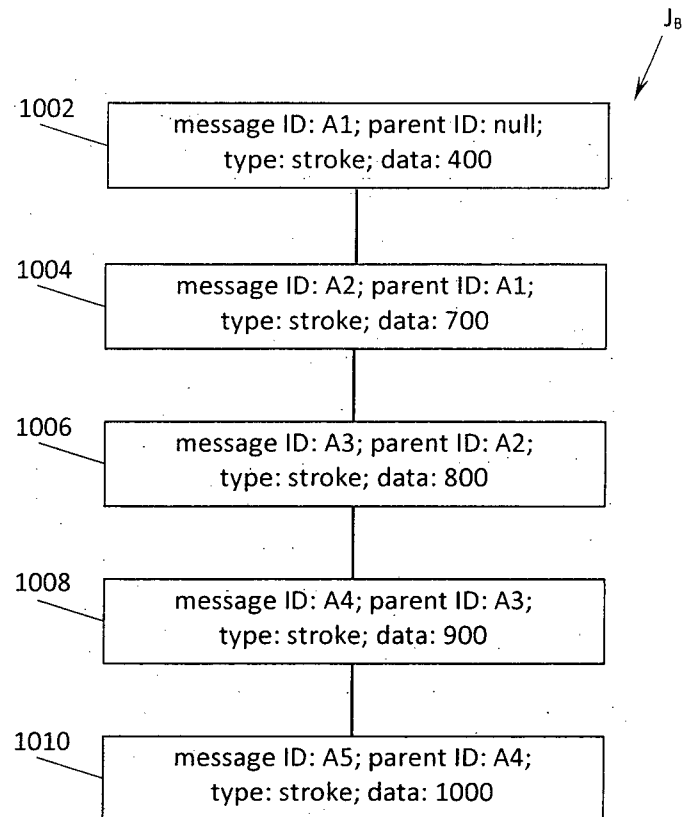 J_B
1002
message ID: A1; parent ID: null;
type: stroke; data: 400
1004
message ID: A2; parent ID: A1;
type: stroke; data: 700
1006
message ID: A3; parent ID: A2;
type: stroke; data: 800
1008
message ID: A4; parent ID: A3;
type: stroke; data: 900
1010
message ID: A5; parent ID: A4;
type: stroke; data: 1000